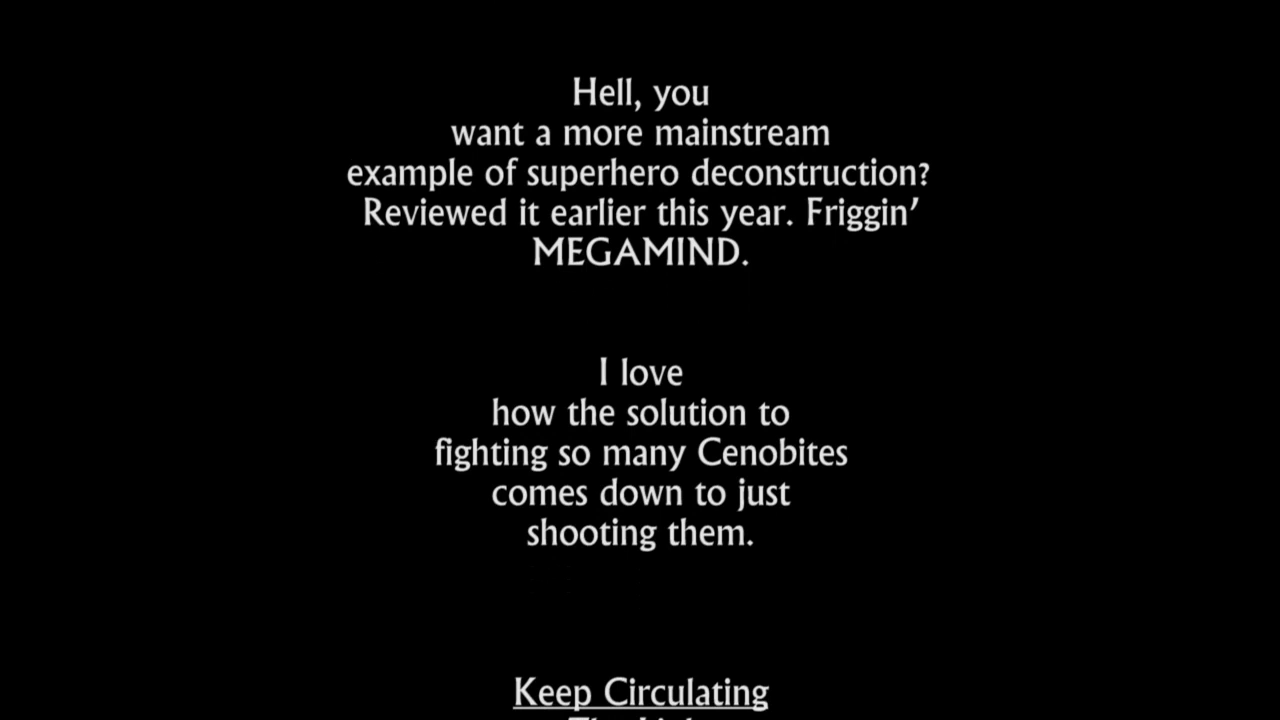 Hell, you
want a more mainstream
example of superhero deconstruction?
Reviewed it earlier this year. Friggin’
MEGAMIND.
I love
how the solution to
fighting so many Cenobites
comes down to just
shooting them.
Keep Circulating